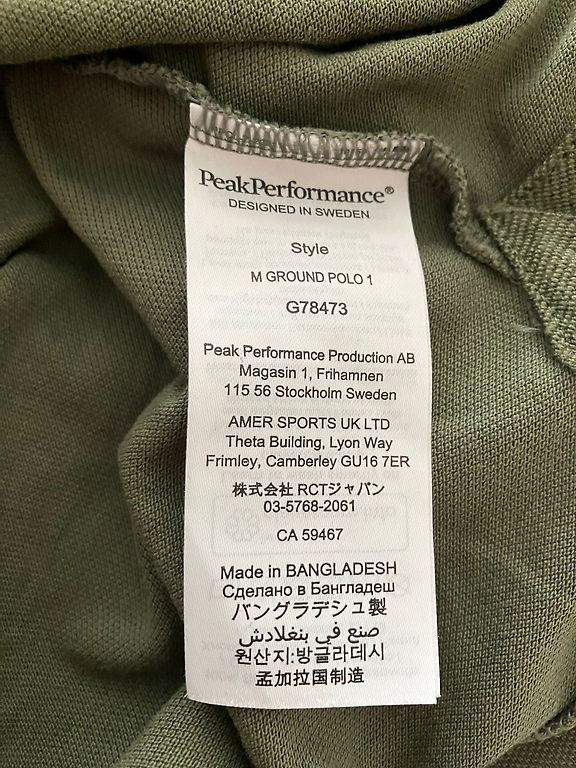 PeakPerformance®
DESIGNED IN SWEDEN
Style
M GROUND POLO 1
G78473
Peak Performance Production AB
Magasin 1, Frihamnen
115 56 Stockholm Sweden
AMER SPORTS UK LTD
Theta Building, Lyon Way
Frimley, Camberley GU16 7ER
株式会社 RCTジャパン
03-5768-2061
CA 59467
Made in BANGLADESH
Сделано в Бангладеш
バングラデシュ製
صنع في بنغلادش
원산지:방글라데시
孟加拉国制造